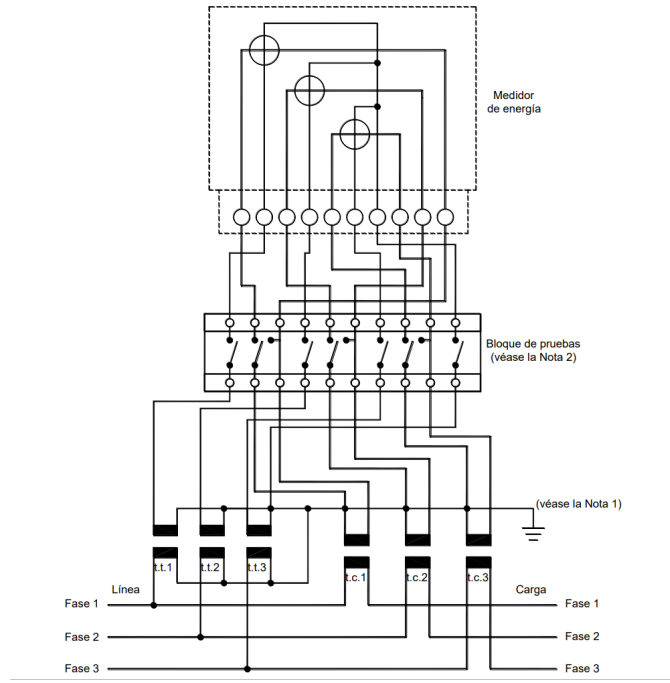 Medidor
de energía
Bloque de pruebas
(véase la Nota 2)
(véase la Nota 1)
t.t.1
t.t.2
t.t.3
t.c.1
t.c.2
t.c.3
Línea
Carga
Fase 1
Fase 1
Fase 2
Fase 2
Fase 3
Fase 3